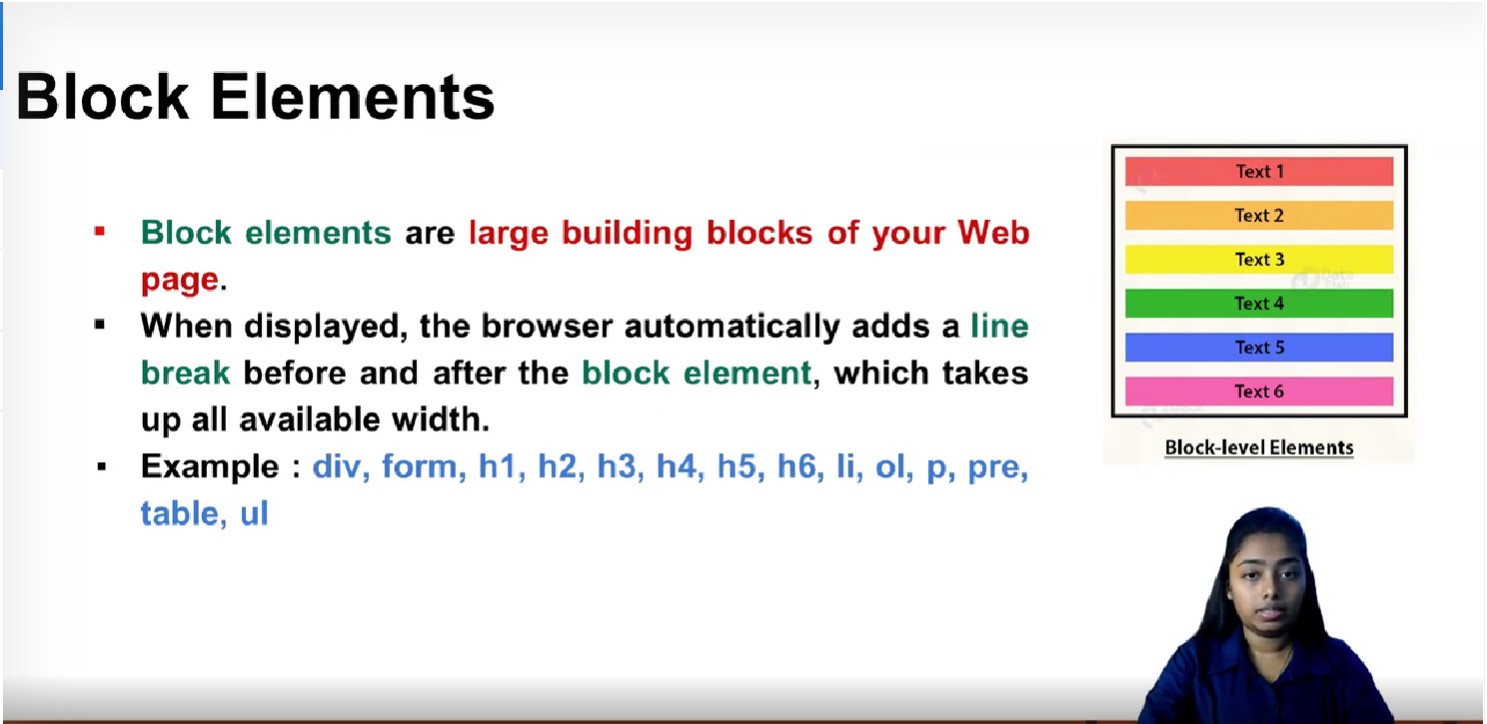 Block Elements
Block elements are large building blocks of your Web
page.
When displayed, the browser automatically adds a line
break before and after the block element, which takes
up all available width.
Example : div, form, h1, h2, h3, h4, h5, h6, li, ol, p, pre,
table, ul
Text 1
Text 2
Text 3
Text 4
Text 5
Text 6
Block-level Elements